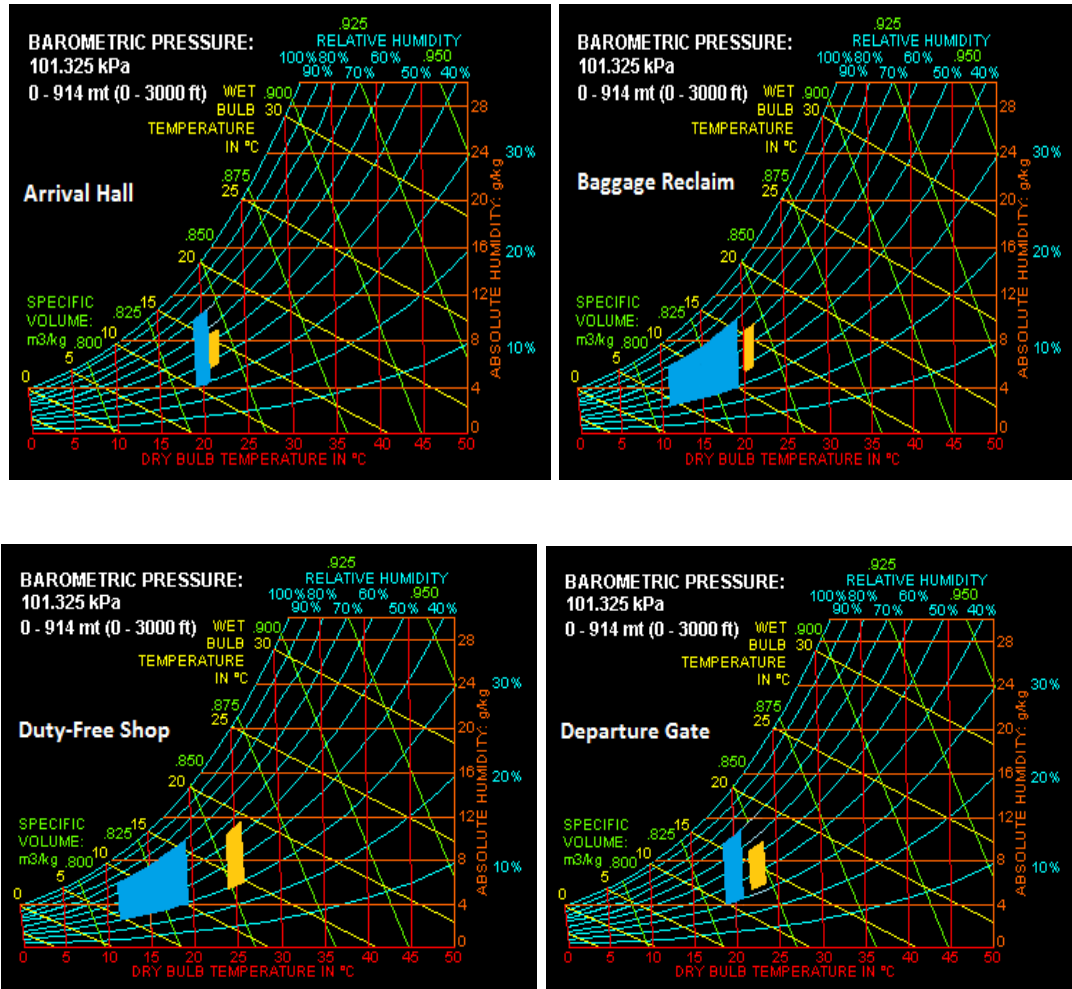 .925
BAROMETRIC PRESSURE:
RELATIVE HUMIDITY
101.325 kPa
100% 80% 60% .950
90% 70% 50% 40%
0 - 914 mt (0 - 3000 ft)
WET .900
BULB 30
TEMPERATURE
IN ºC
28
24 30%
Arrival Hall
.875
25
20
.850
20
16 20%
SPECIFIC
VOLUME:
m3/kg .800
.825 15
10
5
0
12
8 10%
4
0
ABSOLUTE HUMIDITY: g/kg
0 5 10 15 20 25 30 35 40 45 50
DRY BULB TEMPERATURE IN ºC
.925
BAROMETRIC PRESSURE:
RELATIVE HUMIDITY
101.325 kPa
100% 80% 60% .950
90% 70% 50% 40%
0 - 914 mt (0 - 3000 ft)
WET .900
BULB 30
TEMPERATURE
IN ºC
28
24 30%
Baggage Reclaim
.875
25
20
.850
20
16 20%
SPECIFIC
VOLUME:
m3/kg .800
.825 15
10
5
0
12
8 10%
4
0
ABSOLUTE HUMIDITY: g/kg
0 5 10 15 20 25 30 35 40 45 50
DRY BULB TEMPERATURE IN ºC
.925
BAROMETRIC PRESSURE:
RELATIVE HUMIDITY
101.325 kPa
100% 80% 60% .950
90% 70% 50% 40%
0 - 914 mt (0 - 3000 ft)
WET .900
BULB 30
TEMPERATURE
IN ºC
28
24 30%
Duty-Free Shop
.875
25
20
.850
20
16 20%
SPECIFIC
VOLUME:
m3/kg .800
.825 15
10
5
0
12
8 10%
4
0
ABSOLUTE HUMIDITY: g/kg
0 5 10 15 20 25 30 35 40 45 50
DRY BULB TEMPERATURE IN ºC
.925
BAROMETRIC PRESSURE:
RELATIVE HUMIDITY
101.325 kPa
100% 80% 60% .950
90% 70% 50% 40%
0 - 914 mt (0 - 3000 ft)
WET .900
BULB 30
TEMPERATURE
IN ºC
28
24 30%
Departure Gate
.875
25
20
.850
20
16 20%
SPECIFIC
VOLUME:
m3/kg .800
.825 15
10
5
0
12
8 10%
4
0
ABSOLUTE HUMIDITY: g/kg
0 5 10 15 20 25 30 35 40 45 50
DRY BULB TEMPERATURE IN ºC